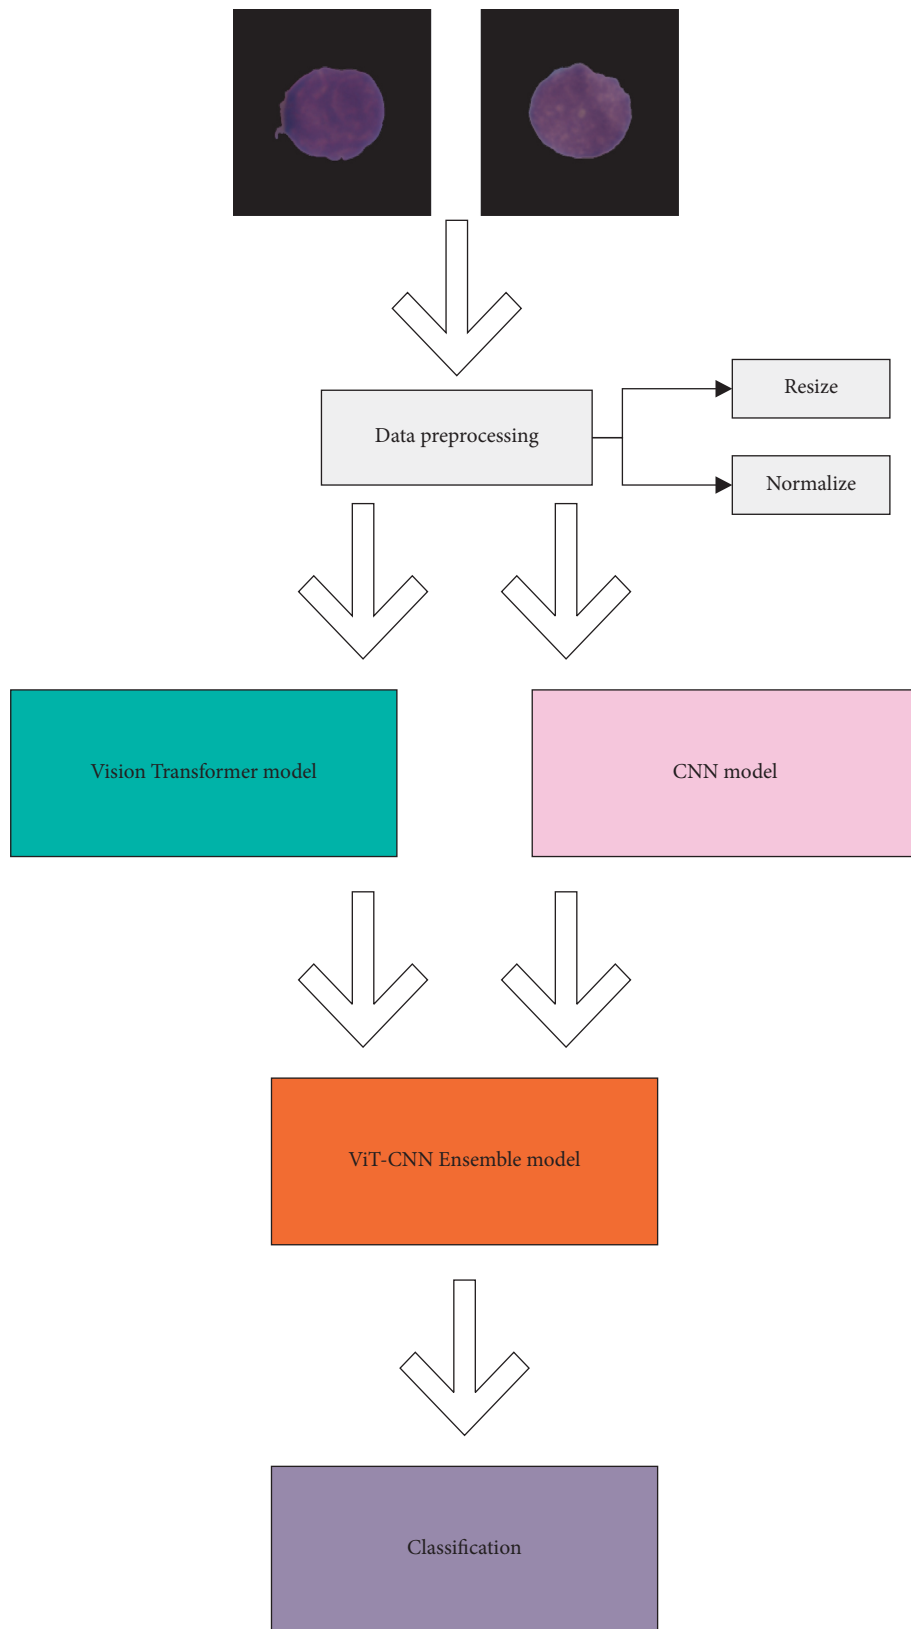 Resize
Data preprocessing
Normalize
Vision Transformer model
CNN model
ViT-CNN Ensemble model
Classification